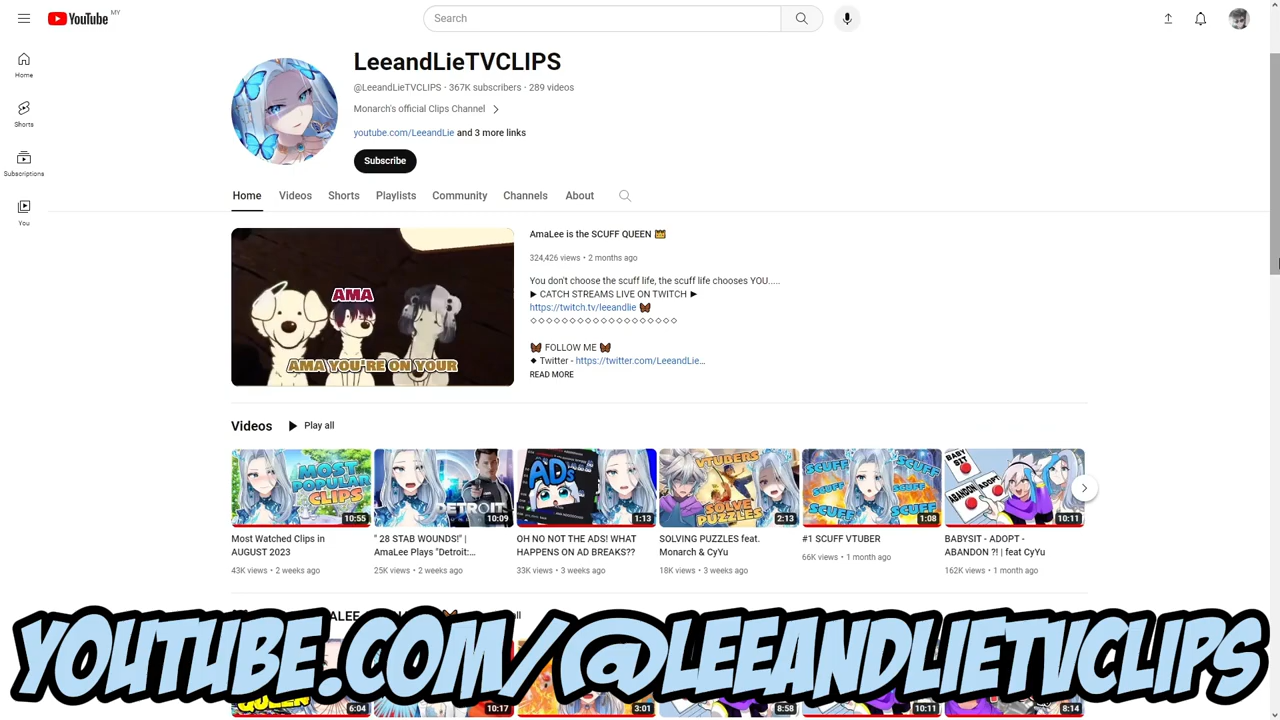 YouTube MY
Search
Home
Shorts
Subscriptions
You
LeeandLieTVCLIPS
@LeeandLieTVCLIPS · 367K subscribers · 289 videos
Monarch's official Clips Channel
youtube.com/LeeandLie and 3 more links
Subscribe
Home Videos Shorts Playlists Community Channels About
AMA
AMA YOU'RE ON YOUR
AmaLee is the SCUFF QUEEN
324,426 views • 2 months ago
You don't choose the scuff life, the scuff life chooses YOU.....
► CATCH STREAMS LIVE ON TWITCH ►
https://twitch.tv/leeandlie
◇◇◇◇◇◇◇◇◇◇◇◇◇◇◇◇◇◇◇
FOLLOW ME
◆ Twitter - https://twitter.com/LeeandLie...
READ MORE
Videos Play all
MOST POPULAR CLIPS
10:55
DETROIT
10:09
ADs
1:13
VTUBERS SOLVE PUZZLES
2:13
SCUFF SCUFF SCUFF SCUFF
1:08
BABY SIT ABANDON ADOPT
10:11
Most Watched Clips in
AUGUST 2023
43K views • 2 weeks ago
" 28 STAB WOUNDS!" |
AmaLee Plays "Detroit:...
25K views • 2 weeks ago
OH NO NOT THE ADS! WHAT
HAPPENS ON AD BREAKS??
33K views • 3 weeks ago
SOLVING PUZZLES feat.
Monarch & CyYu
18K views • 3 weeks ago
#1 SCUFF VTUBER
66K views • 1 month ago
BABYSIT - ADOPT -
ABANDON ?! | feat CyYu
162K views • 1 month ago
YOUTUBE.COM/@LEEANDLIETVCLIPS
QUEEN
6:04
10:17
3:01
8:58
10:11
8:14